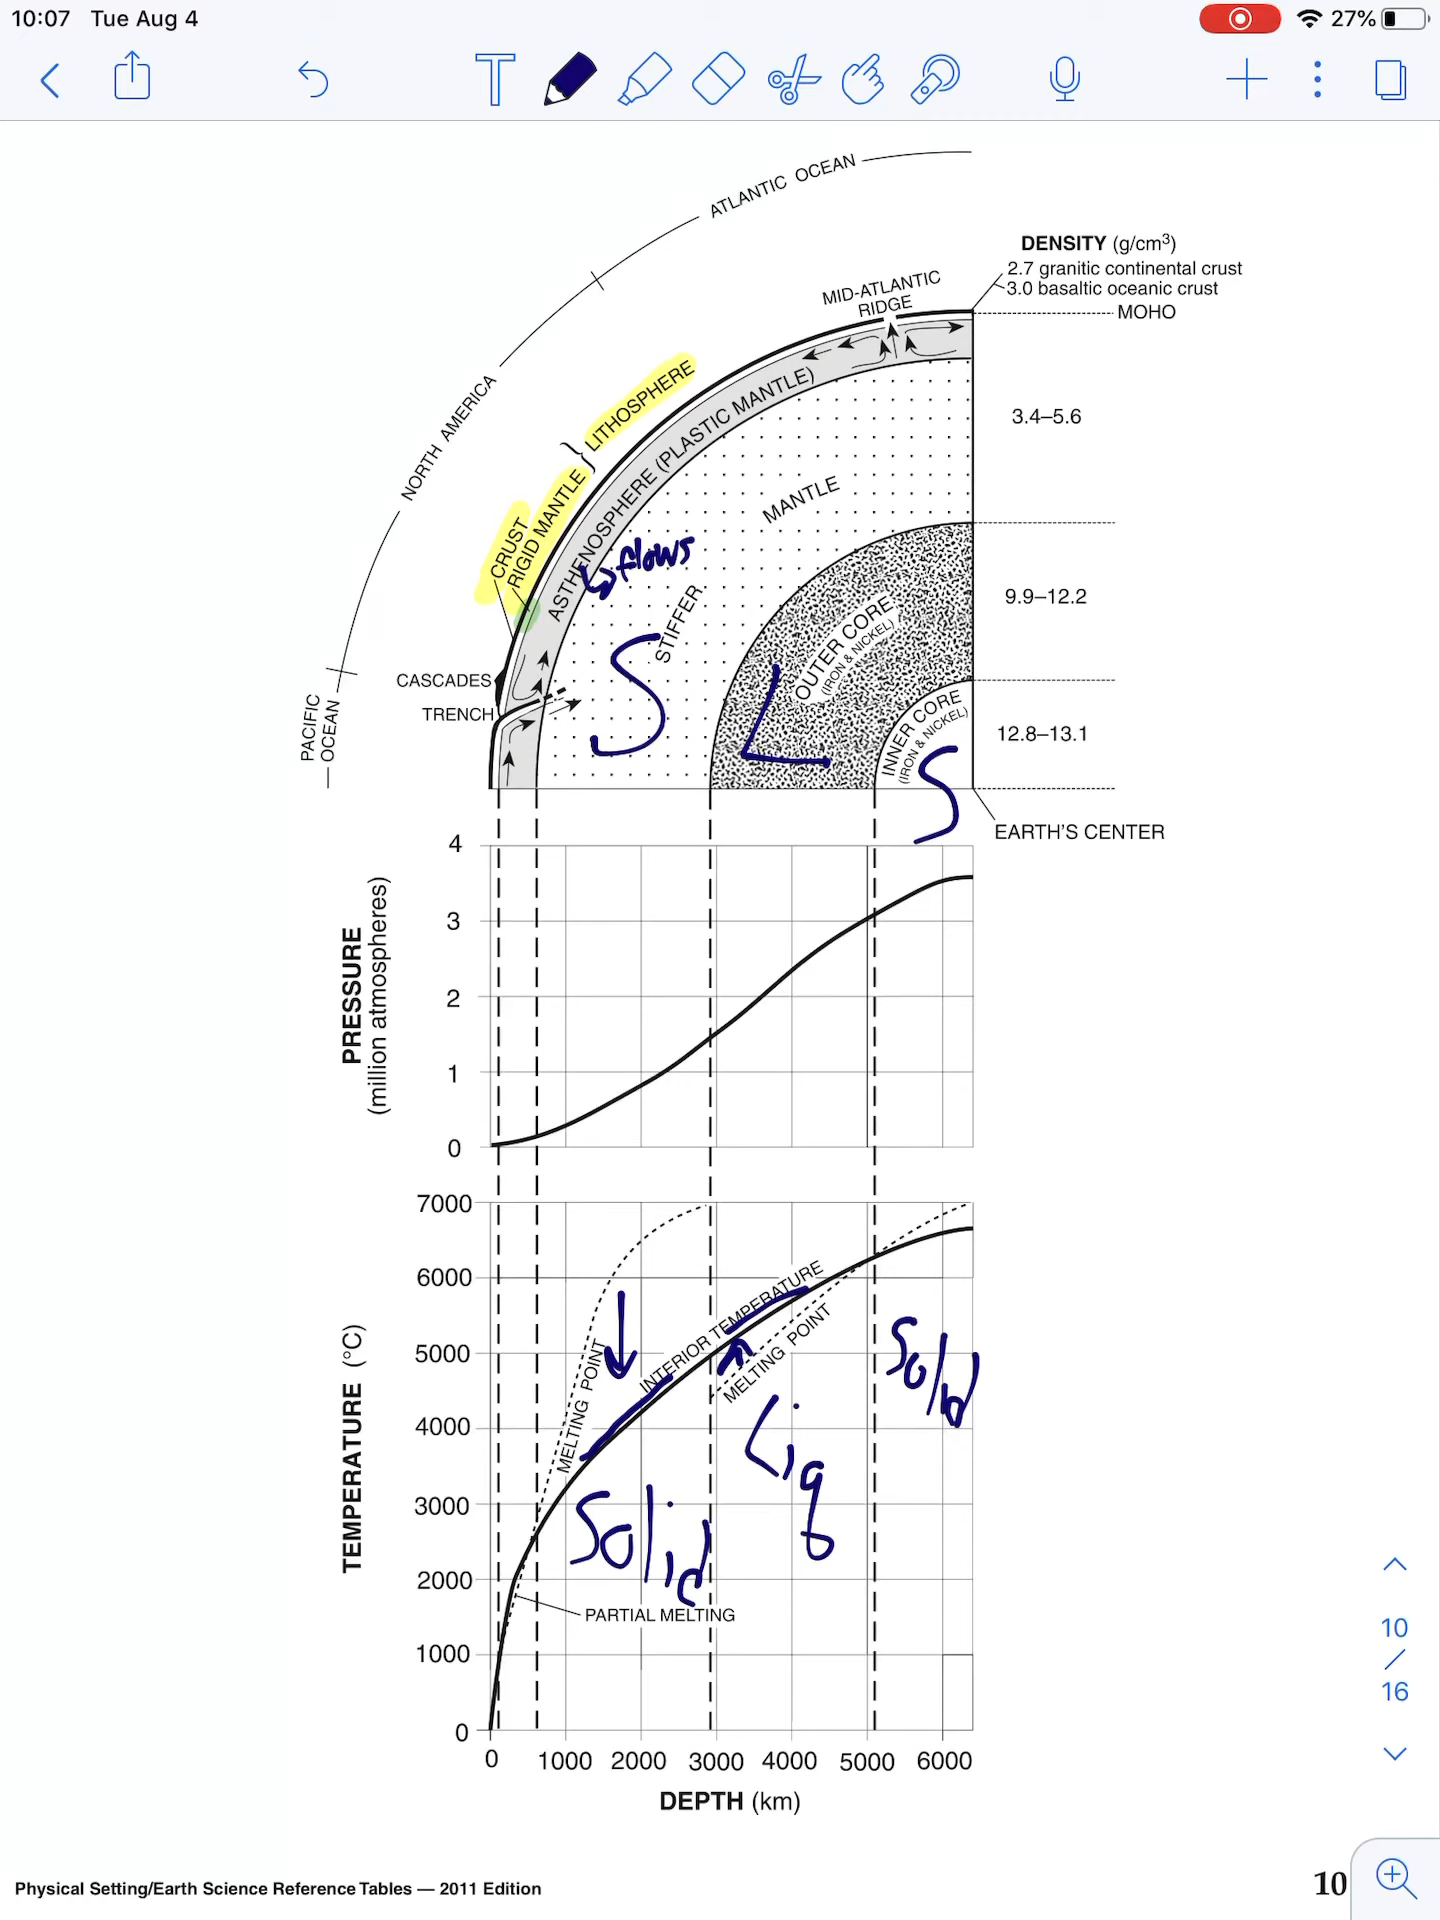 10:07 Tue Aug 4
27%
T
ATLANTIC OCEAN
NORTH AMERICA
PACIFIC OCEAN
DENSITY (g/cm³)
2.7 granitic continental crust
3.0 basaltic oceanic crust
MOHO
MID-ATLANTIC
RIDGE
LITHOSPHERE
CRUST
RIGID MANTLE
ASTHENOSPHERE (PLASTIC MANTLE)
flows
MANTLE
STIFFER
S
3.4–5.6
OUTER CORE
(IRON & NICKEL)
L
9.9–12.2
INNER CORE
(IRON & NICKEL)
S
12.8–13.1
CASCADES
TRENCH
EARTH'S CENTER
PRESSURE
(million atmospheres)
4
3
2
1
0
TEMPERATURE (°C)
7000
6000
5000
4000
3000
2000
1000
0
MELTING POINT
INTERIOR TEMPERATURE
MELTING POINT
Solid
Liq
Solid
PARTIAL MELTING
0 1000 2000 3000 4000 5000 6000
DEPTH (km)
10
/
16
Physical Setting/Earth Science Reference Tables — 2011 Edition
10